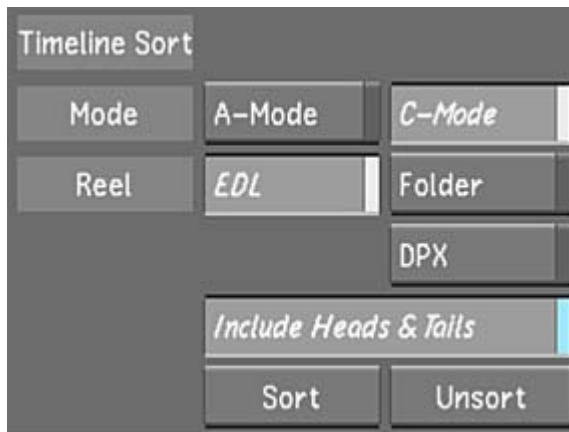 Timeline Sort
Mode A-Mode C-Mode
Reel EDL Folder
DPX
Include Heads & Tails
Sort Unsort